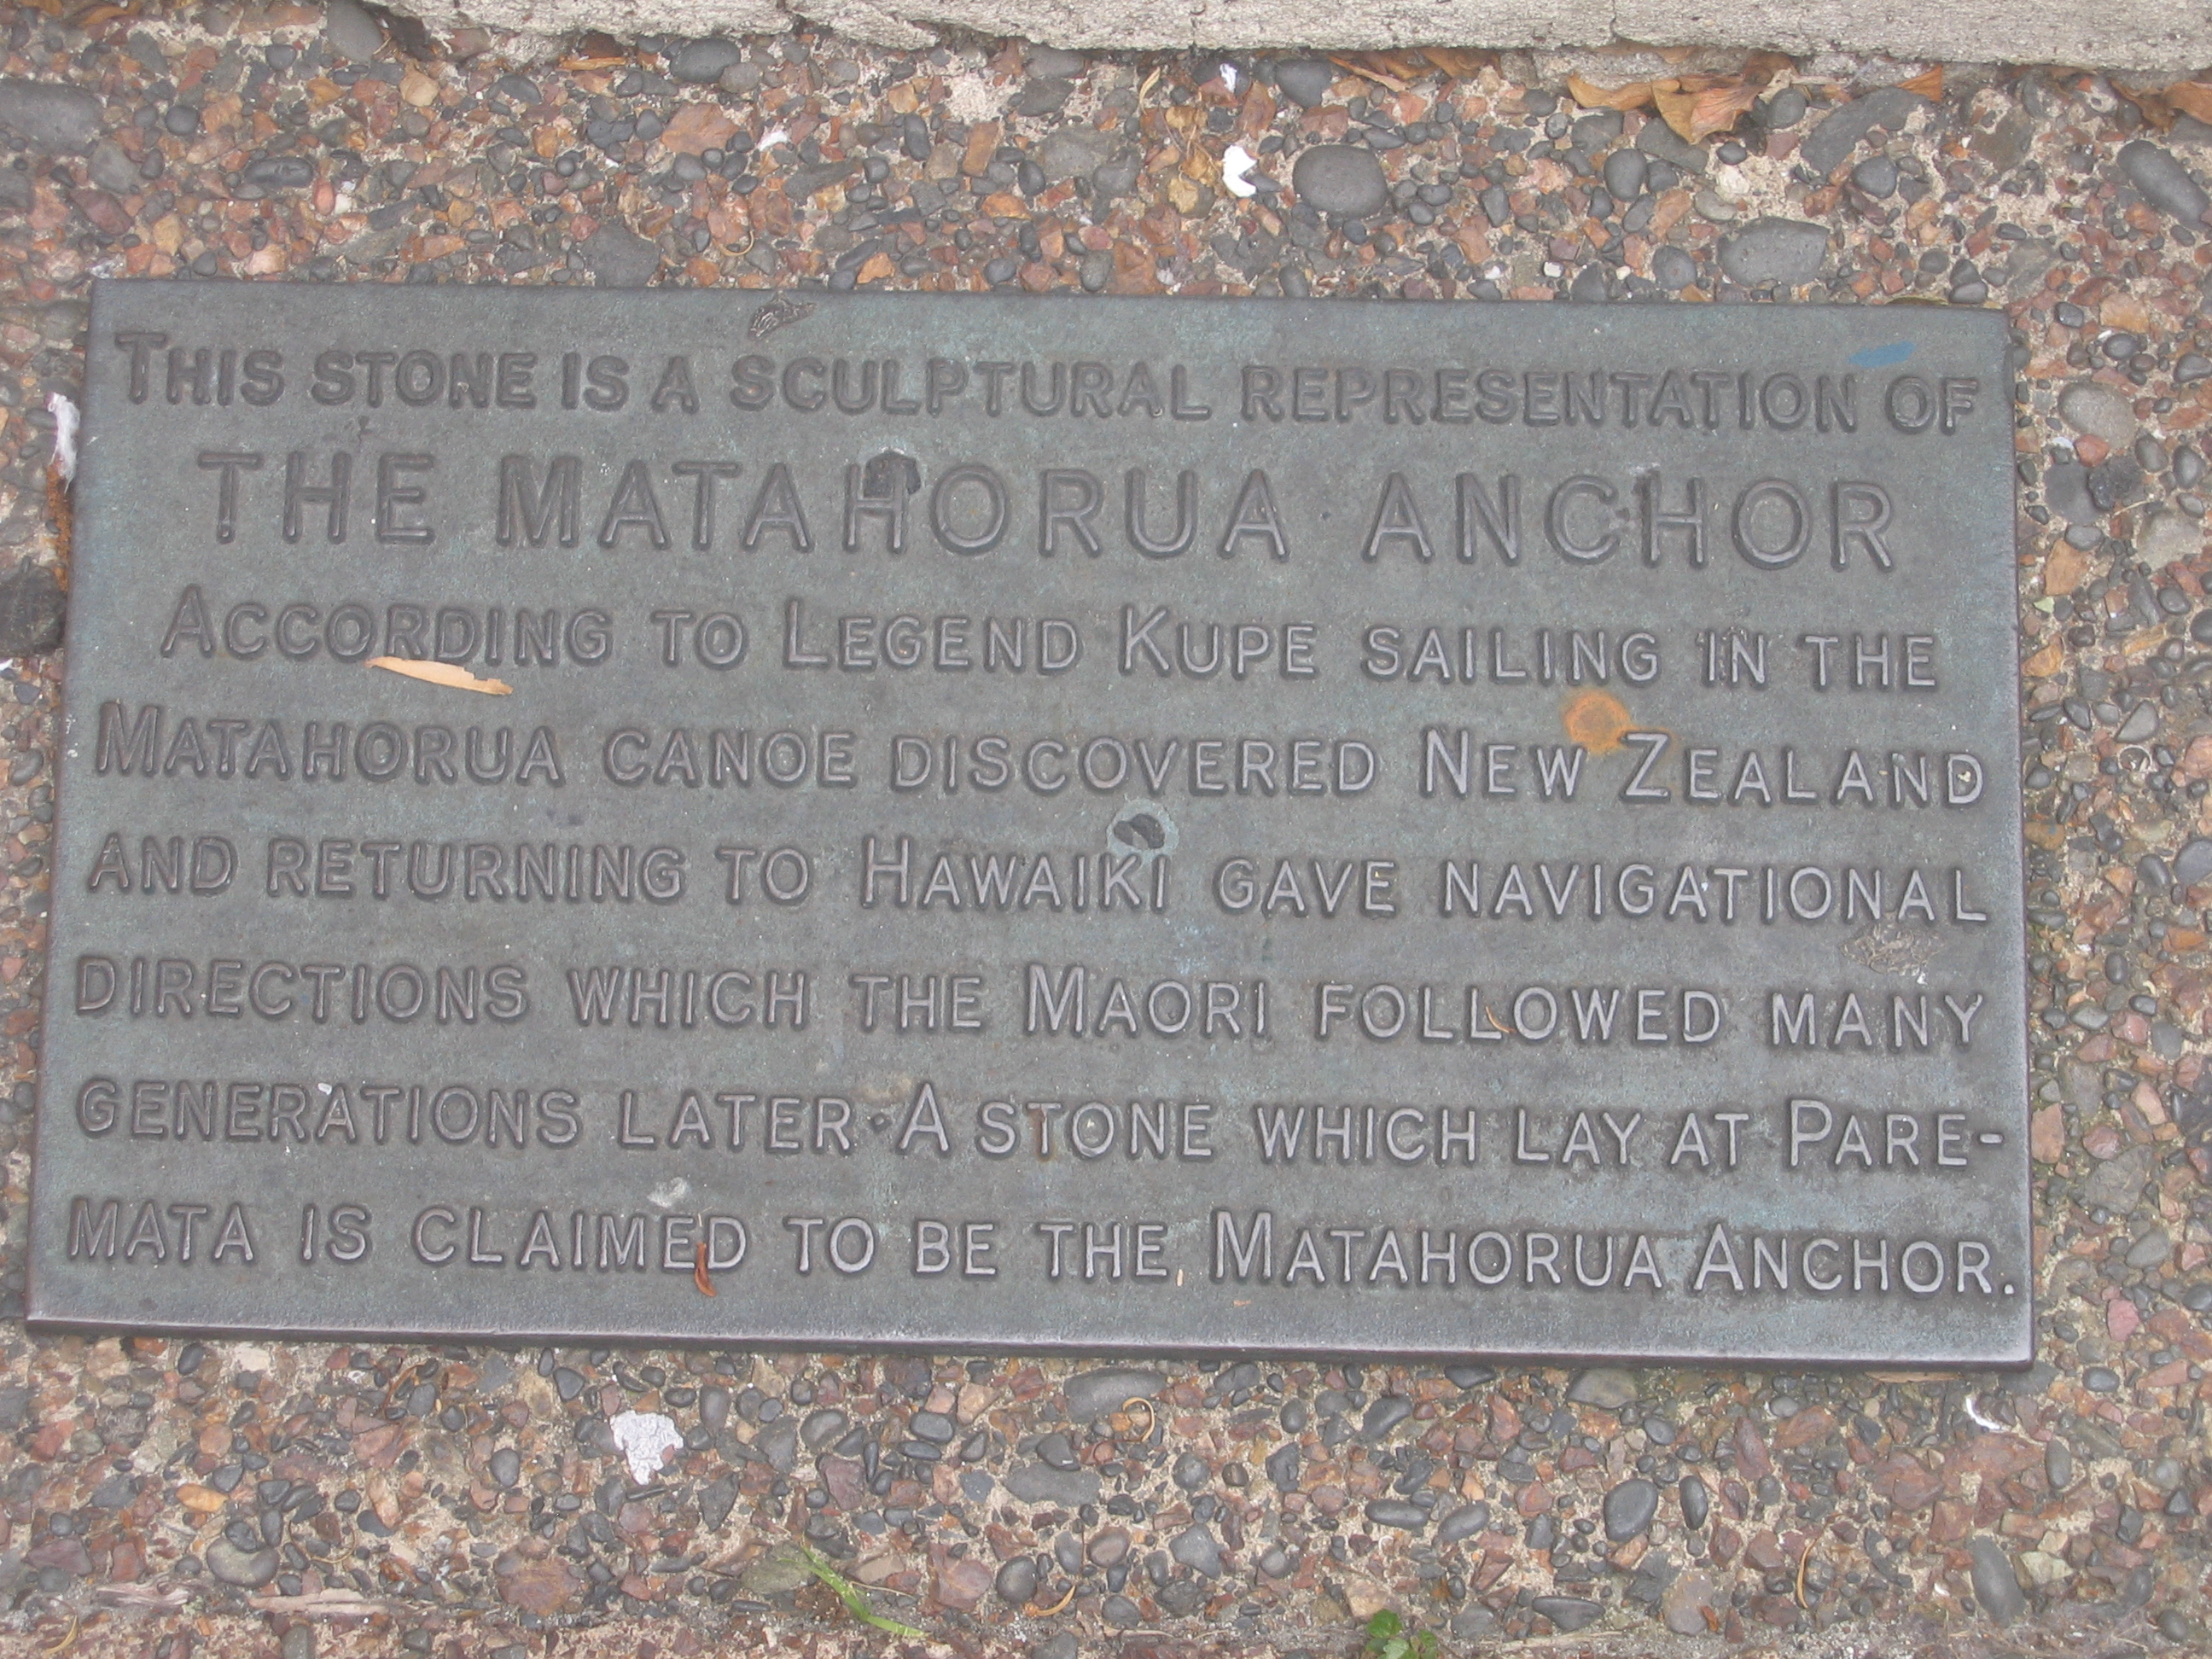 THIS STONE IS A SCULPTURAL REPRESENTATION OF
THE MATAHORUA ANCHOR
ACCORDING TO LEGEND KUPE SAILING IN THE
MATAHORUA CANOE DISCOVERED NEW ZEALAND
AND RETURNING TO HAWAIKI GAVE NAVIGATIONAL
DIRECTIONS WHICH THE MAORI FOLLOWED MANY
GENERATIONS LATER · A STONE WHICH LAY AT PARE-
MATA IS CLAIMED TO BE THE MATAHORUA ANCHOR.